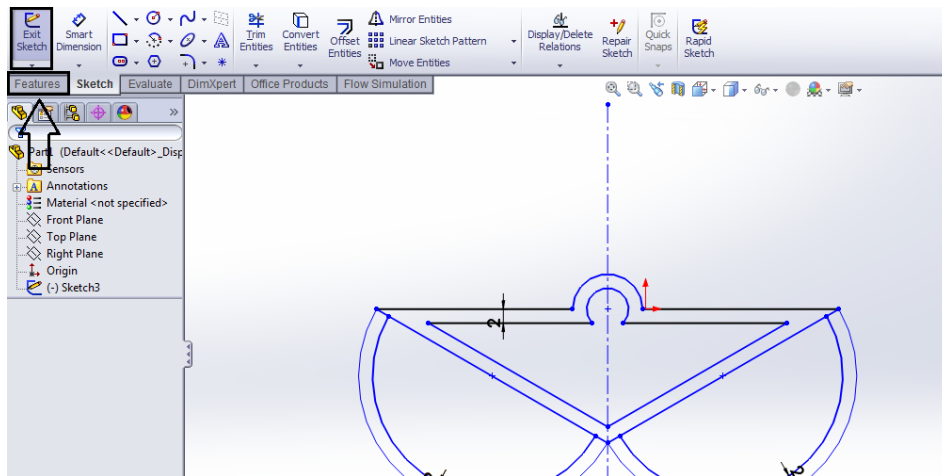 Exit Sketch
Smart Dimension
Trim Entities
Convert Entities
Offset Entities
Mirror Entities
Linear Sketch Pattern
Move Entities
Display/Delete Relations
Repair Sketch
Quick Snaps
Rapid Sketch
Features Sketch Evaluate DimXpert Office Products Flow Simulation
Part1 (Default<<Default>_Disp
Sensors
A Annotations
Material <not specified>
Front Plane
Top Plane
Right Plane
Origin
(-) Sketch3
2